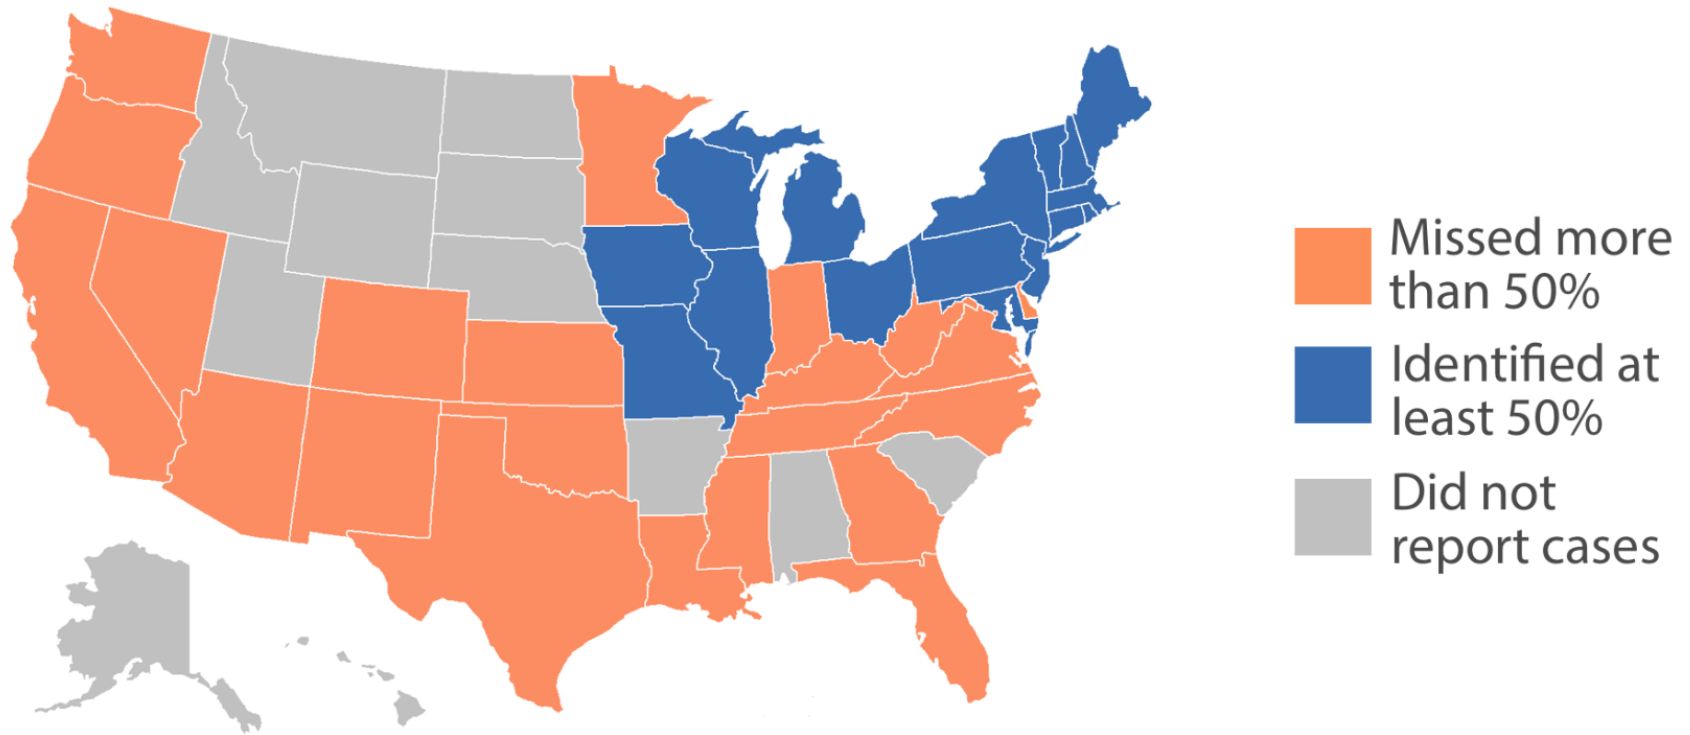 Missed more
than 50%
Identified at
least 50%
Did not
report cases